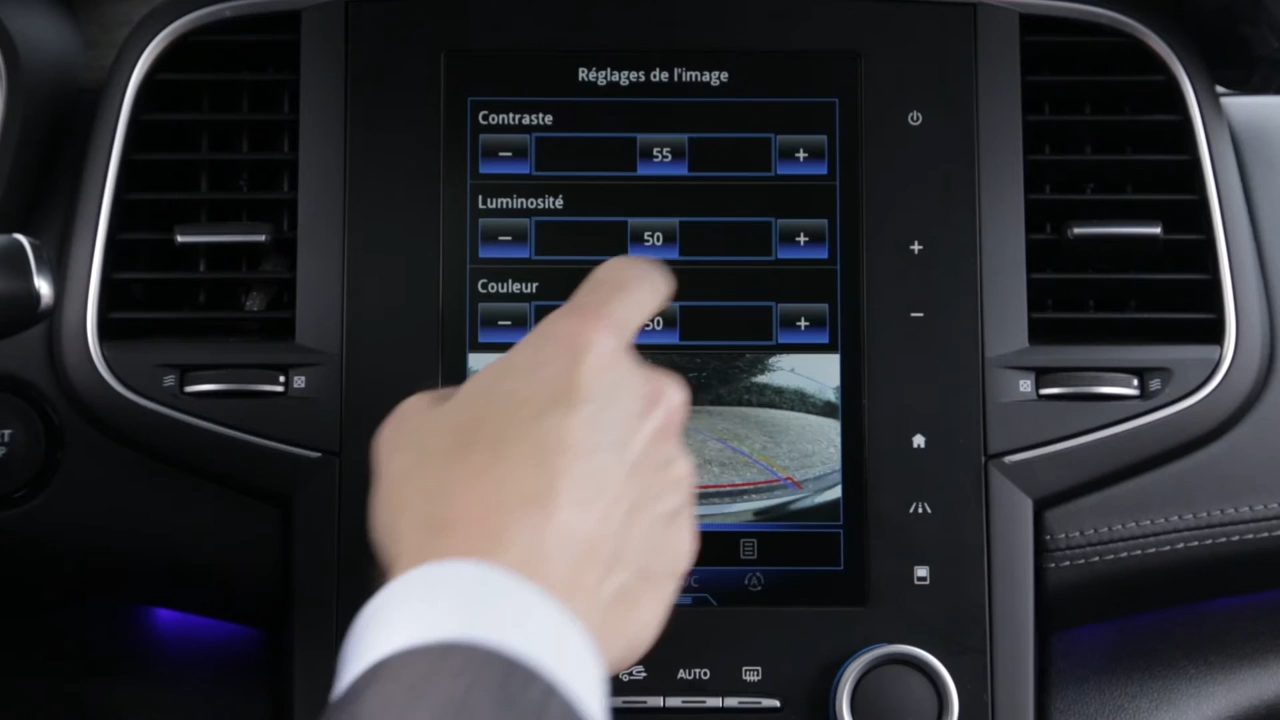 Réglages de l'image
Contraste
− 55 +
Luminosité
− 50 +
Couleur
− 50 +
AUTO